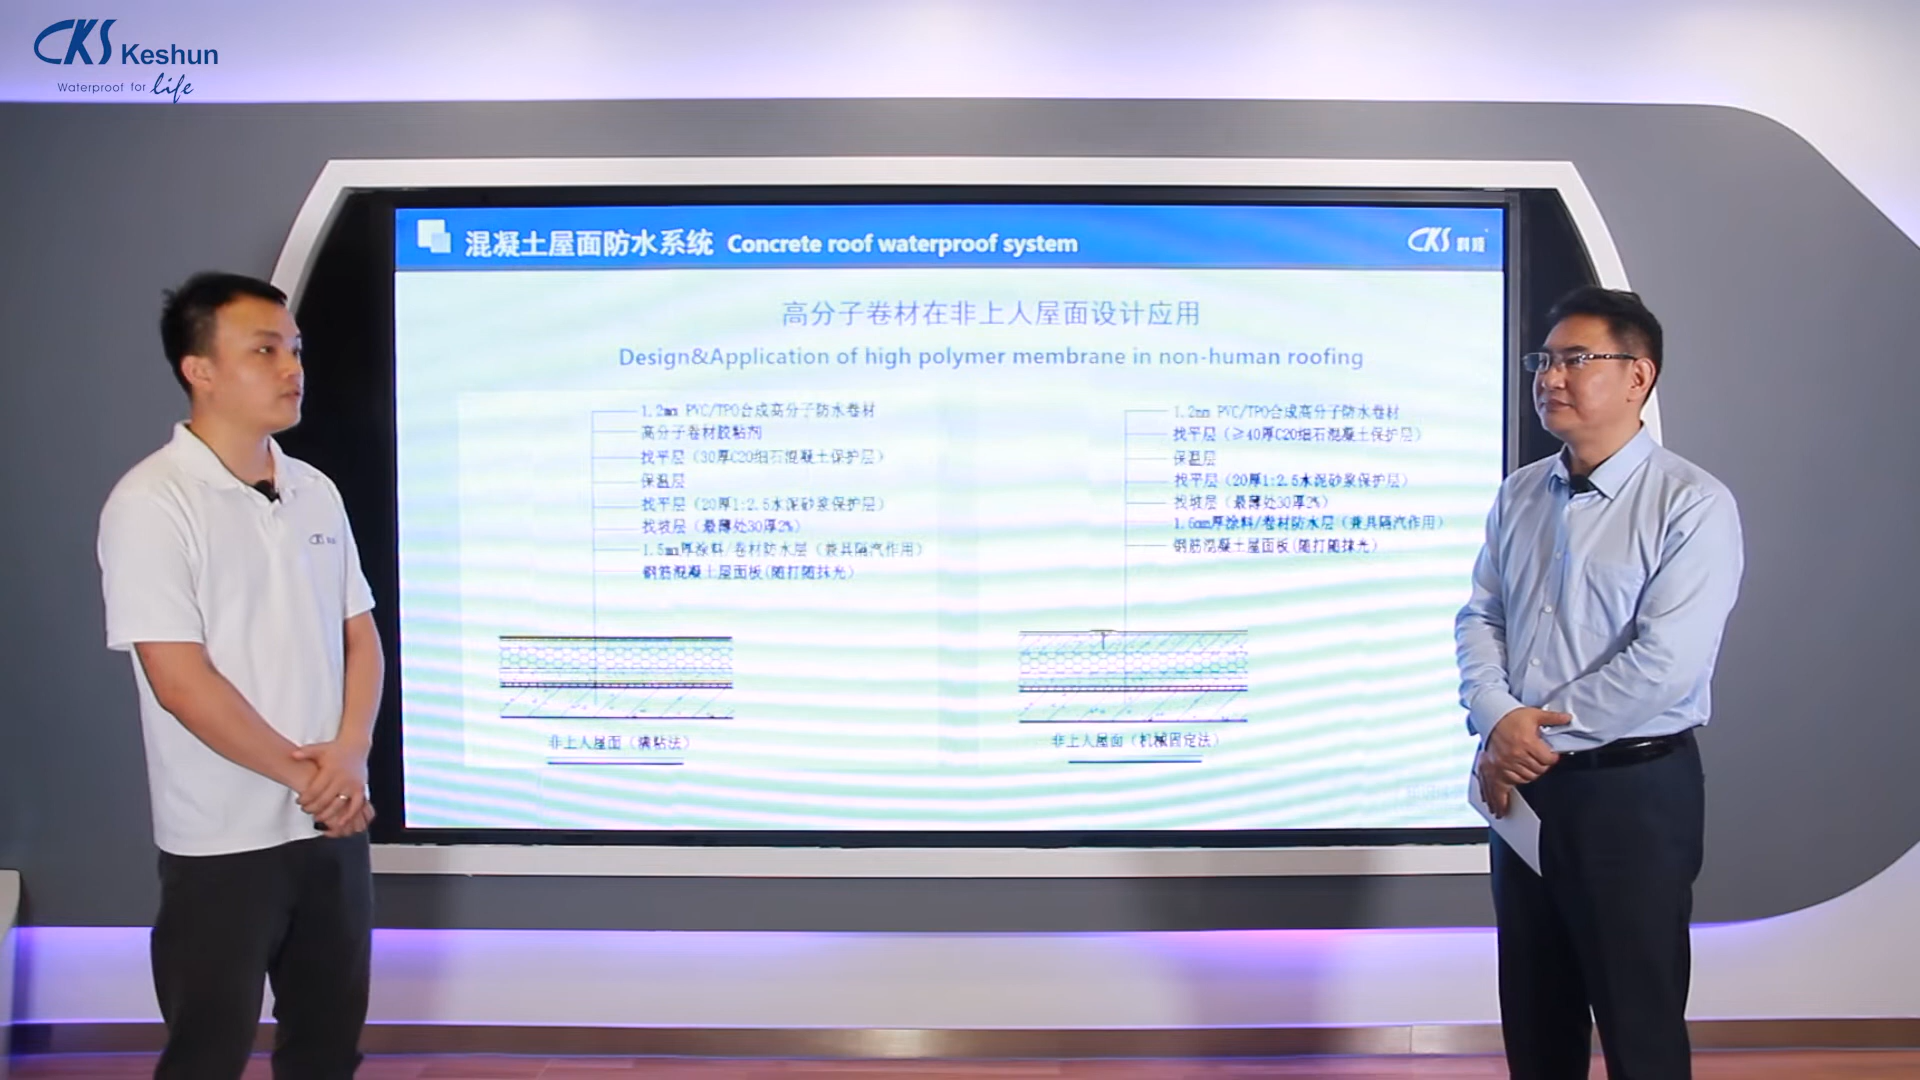 CKS Keshun
Waterproof for life
混凝土屋面防水系统 Concrete roof waterproof system
CKS 科顺
高分子卷材在非上人屋面设计应用
Design&Application of high polymer membrane in non-human roofing
1.2mm PVC/TPO合成高分子防水卷材
高分子卷材胶粘剂
找平层（30厚C20细石混凝土保护层）
保温层
找平层（20厚1:2.5水泥砂浆保护层）
找坡层（最薄处30厚2%）
1.5mm厚涂料/卷材防水层（兼具隔汽作用）
钢筋混凝土屋面板(随打随抹光)
非上人屋面（满粘法）
1.2mm PVC/TPO合成高分子防水卷材
找平层（≥40厚C20细石混凝土保护层）
保温层
找平层（20厚1:2.5水泥砂浆保护层）
找坡层（最薄处30厚2%）
厚涂料/卷材防水层（兼具隔汽作用）
钢筋混凝土屋面板(随打随抹光)
非上人屋面（机械固定法）
CKS